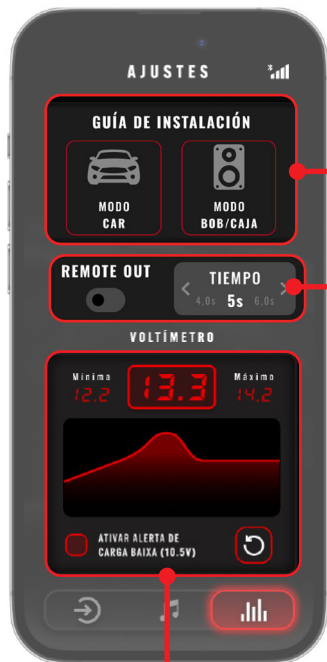 AJUSTES
GUÍA DE INSTALACIÓN
MODO
CAR
MODO
BOB/CAJA
REMOTE OUT
TIEMPO
4,0s 5s 6,0s
VOLTÍMETRO
Mínima
12.2
13.3
Máximo
14.2
ATIVAR ALERTA DE
CARGA BAIXA (10.5V)